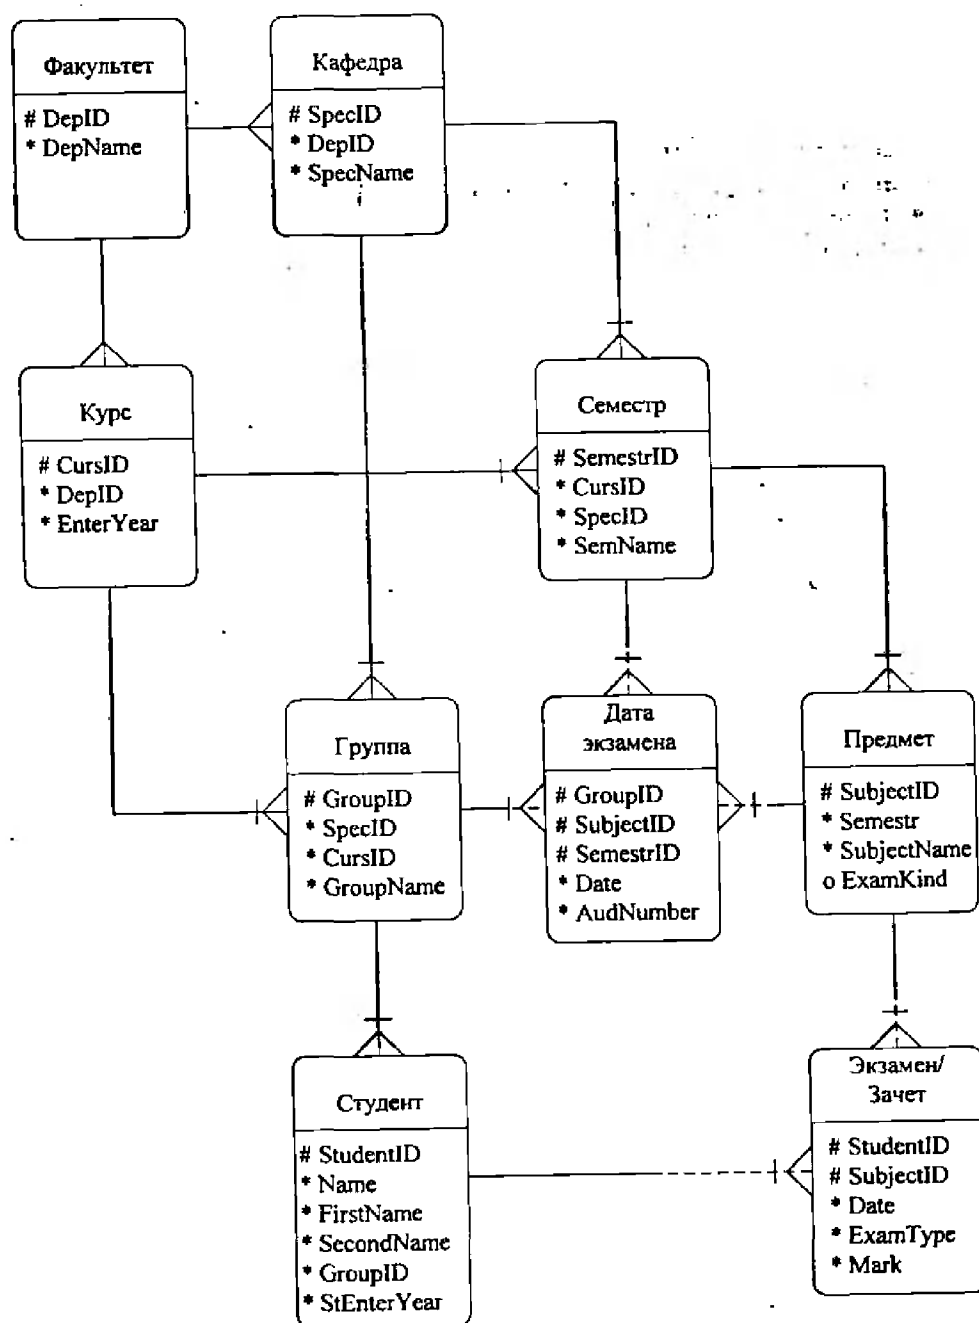 Факультет
# DepID
* DepName
Кафедра
# SpecID
* DepID
* SpecName
Курс
# CursID
* DepID
* EnterYear
Семестр
# SemestrID
* CursID
* SpecID
* SemName
Группа
# GroupID
* SpecID
* CursID
* GroupName
Дата
экзамена
# GroupID
# SubjectID
# SemestrID
* Date
* AudNumber
Предмет
# SubjectID
* Semestr
* SubjectName
o ExamKind
Студент
# StudentID
* Name
* FirstName
* SecondName
* GroupID
* StEnterYear
Экзамен/
Зачет
# StudentID
# SubjectID
* Date
* ExamType
* Mark